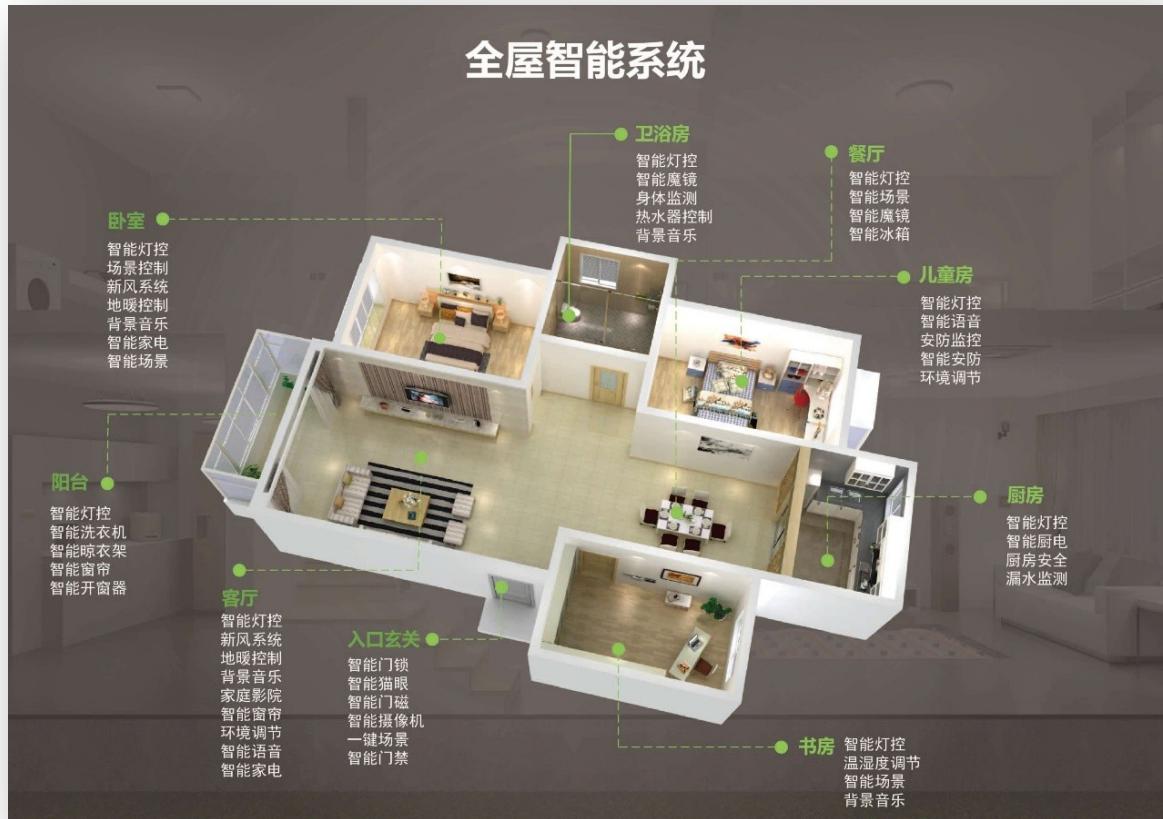 全屋智能系统
卫浴房
智能灯控
智能魔镜
身体监测
热水器控制
背景音乐
餐厅
智能灯控
智能场景
智能魔镜
智能冰箱
卧室
智能灯控
场景控制
新风系统
地暖控制
背景音乐
智能家电
智能场景
儿童房
智能灯控
智能语音
安防监控
智能安防
环境调节
阳台
智能灯控
智能洗衣机
智能晾衣架
智能窗帘
智能开窗器
厨房
智能灯控
智能厨电
厨房安全
漏水监测
客厅
智能灯控
新风系统
地暖控制
背景音乐
家庭影院
智能窗帘
环境调节
智能语音
智能家电
入口玄关
智能门锁
智能猫眼
智能门磁
智能摄像机
一键场景
智能门禁
书房
智能灯控
温湿度调节
智能场景
背景音乐